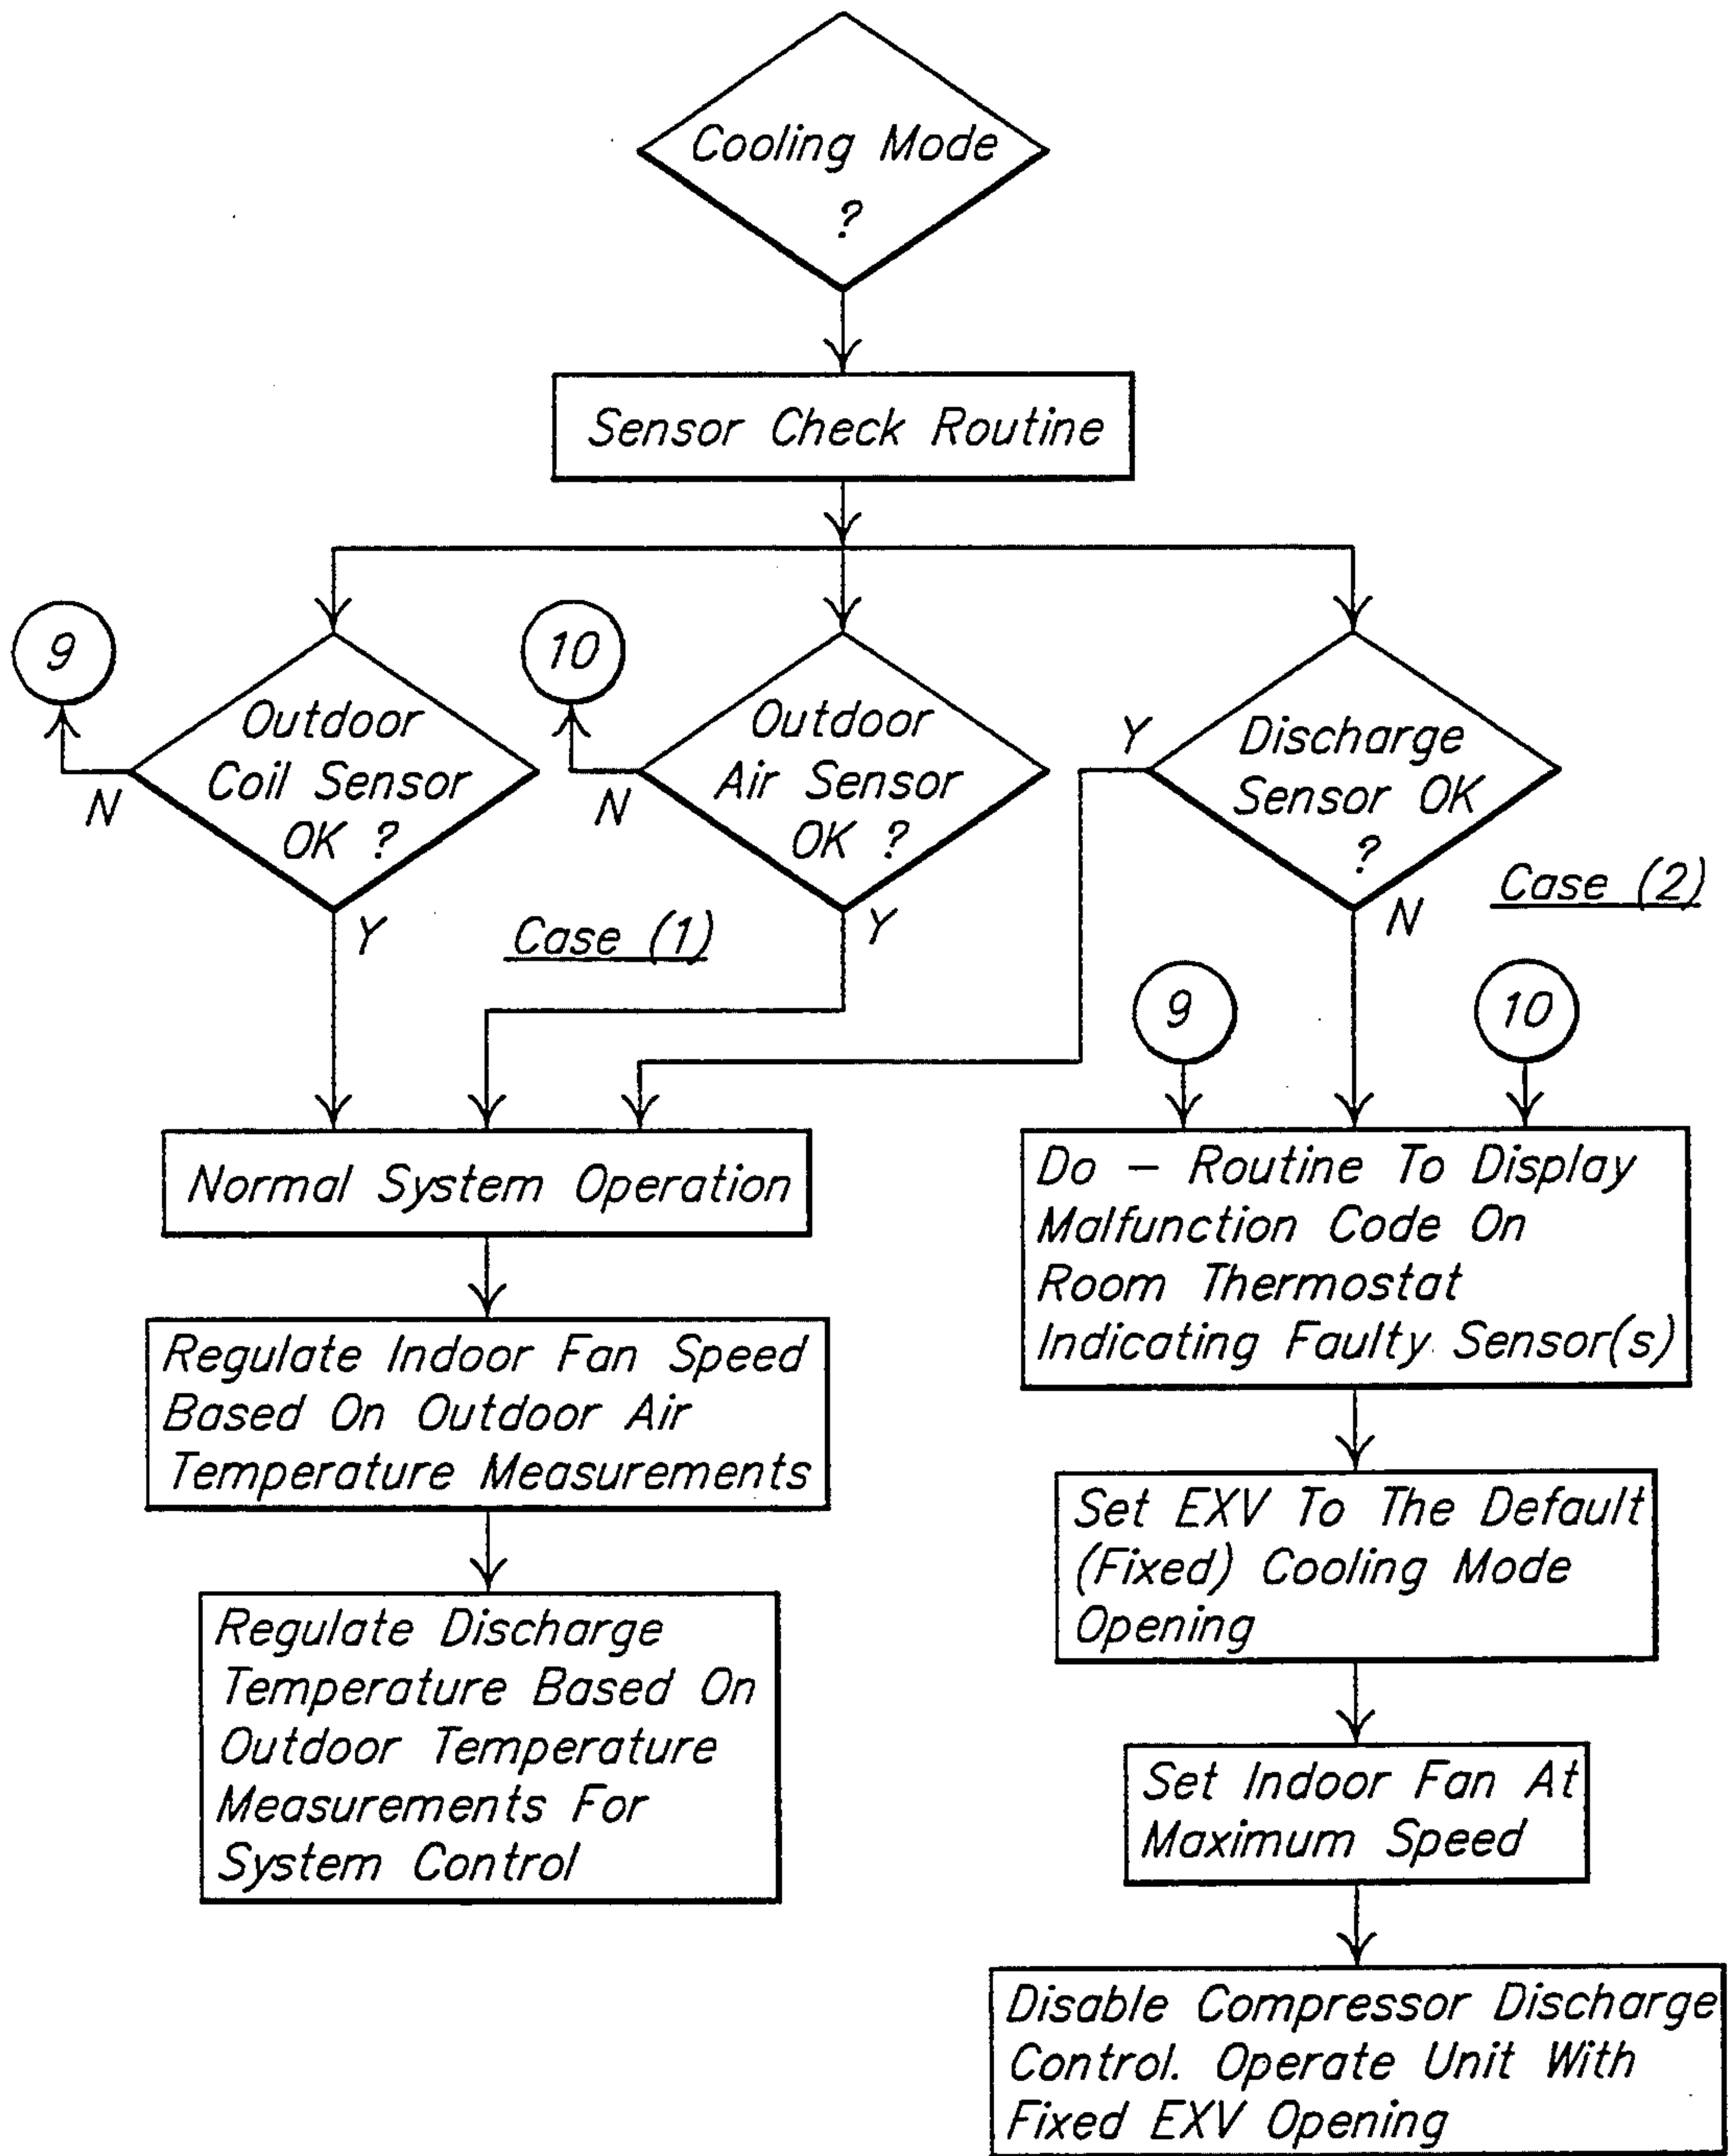 Cooling Mode
?
Sensor Check Routine
9
10
Outdoor
Coil Sensor
OK ?
N
Y
Outdoor
Air Sensor
OK ?
N
Y
Discharge
Sensor OK
?
Y
N
Case (1)
Case (2)
9
10
Normal System Operation
Regulate Indoor Fan Speed
Based On Outdoor Air
Temperature Measurements
Regulate Discharge
Temperature Based On
Outdoor Temperature
Measurements For
System Control
Do – Routine To Display
Malfunction Code On
Room Thermostat
Indicating Faulty Sensor(s)
Set EXV To The Default
(Fixed) Cooling Mode
Opening
Set Indoor Fan At
Maximum Speed
Disable Compressor Discharge
Control. Operate Unit With
Fixed EXV Opening